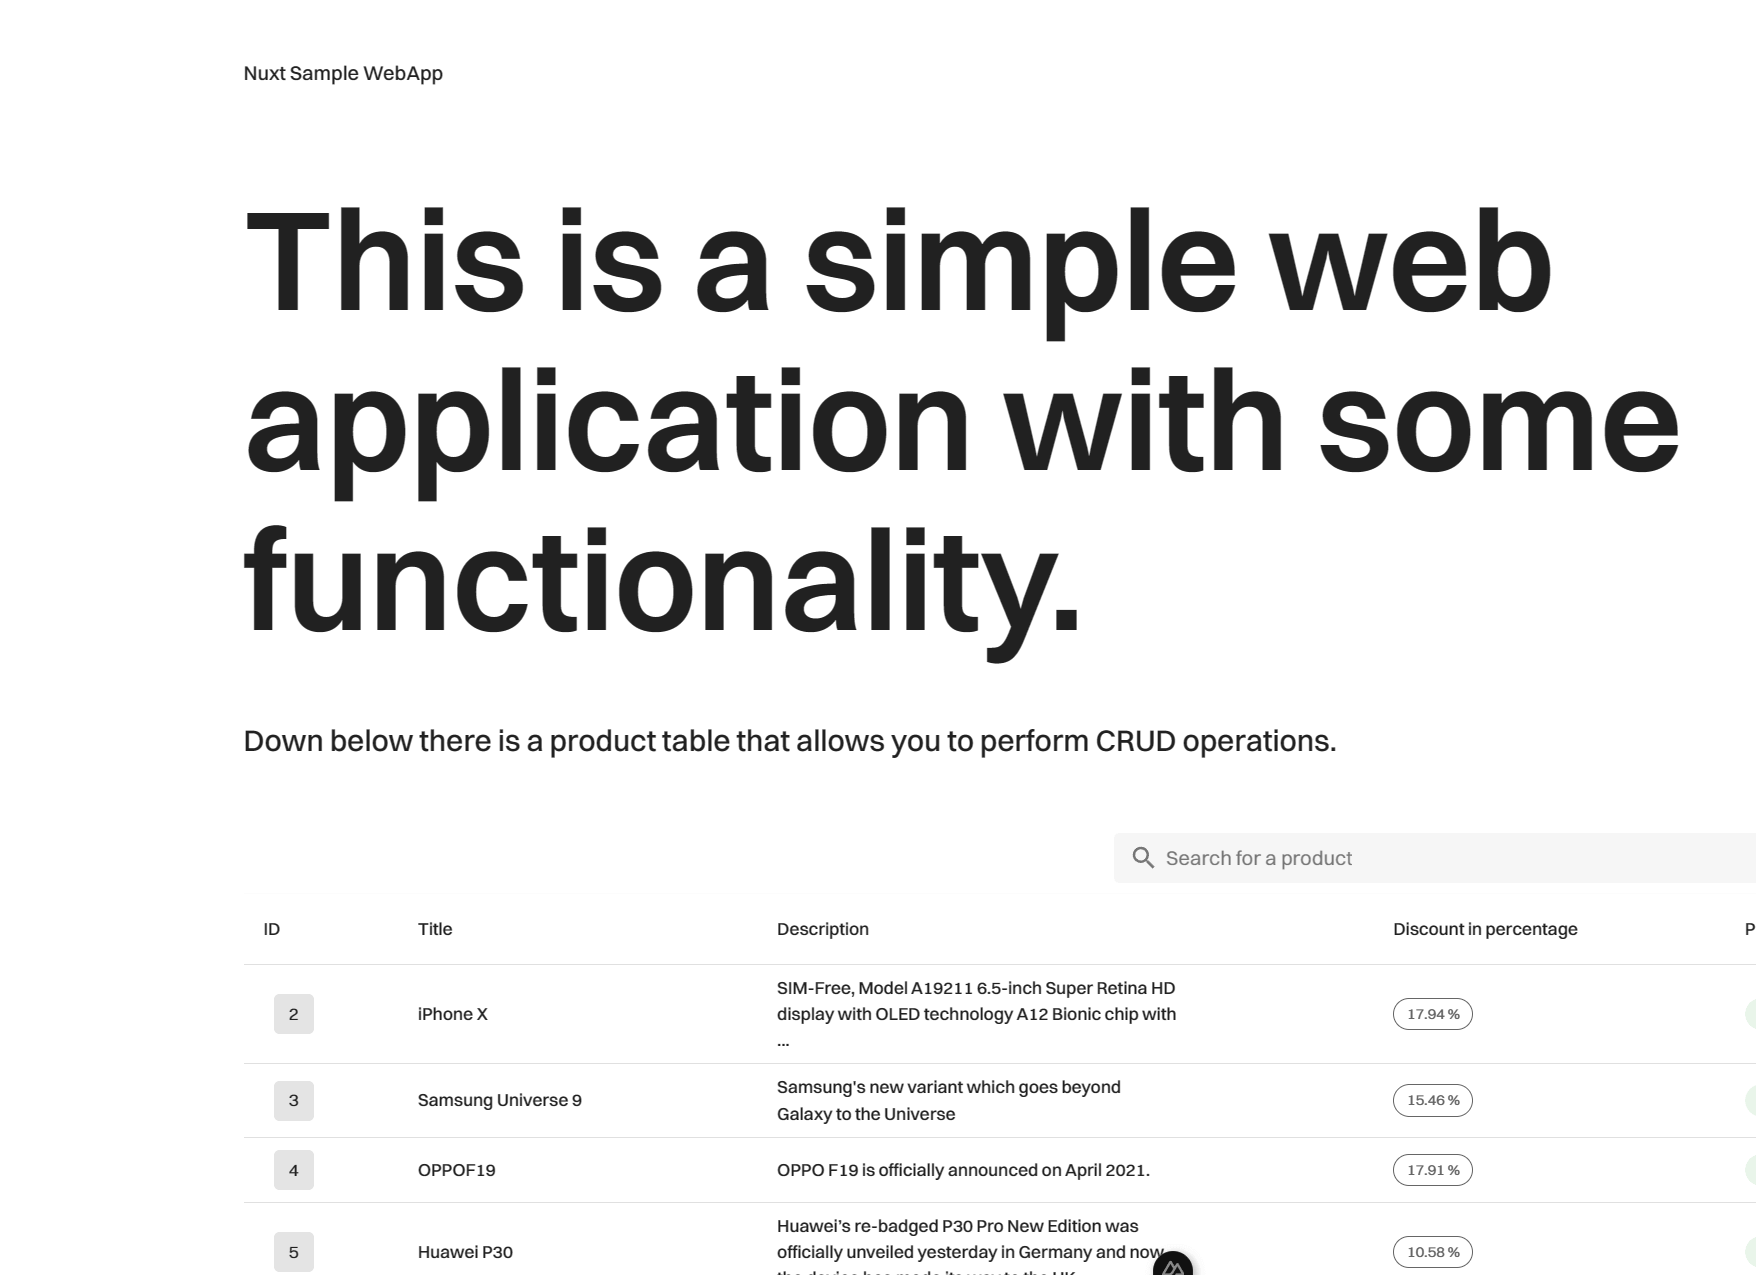 Nuxt Sample WebApp
This is a simple web
application with some
functionality.
Down below there is a product table that allows you to perform CRUD operations.
Search for a product
ID Title Description Discount in percentage P
2 iPhone X SIM-Free, Model A19211 6.5-inch Super Retina HD
display with OLED technology A12 Bionic chip with
...
17.94 %
3 Samsung Universe 9 Samsung's new variant which goes beyond
Galaxy to the Universe
15.46 %
4 OPPOF19 OPPO F19 is officially announced on April 2021. 17.91 %
5 Huawei P30 Huawei’s re-badged P30 Pro New Edition was
officially unveiled yesterday in Germany and now
10.58 %